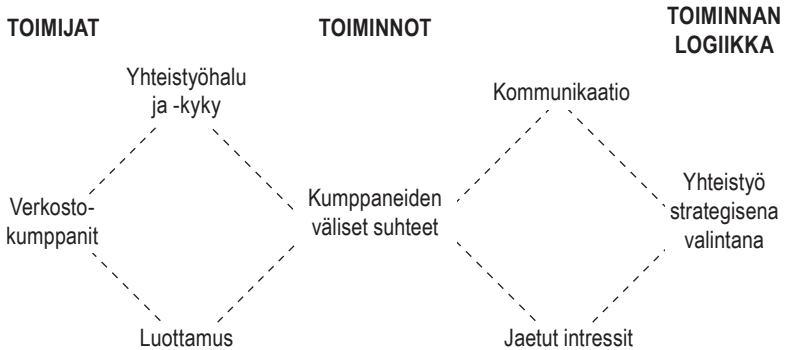 TOIMIJAT
TOIMINNOT
TOIMINNAN
LOGIIKKA
Yhteistyöhalu
ja -kyky
Kommunikaatio
Verkosto-
kumppanit
Kumppaneiden
väliset suhteet
Yhteistyö
strategisena
valintana
Luottamus
Jaetut intressit